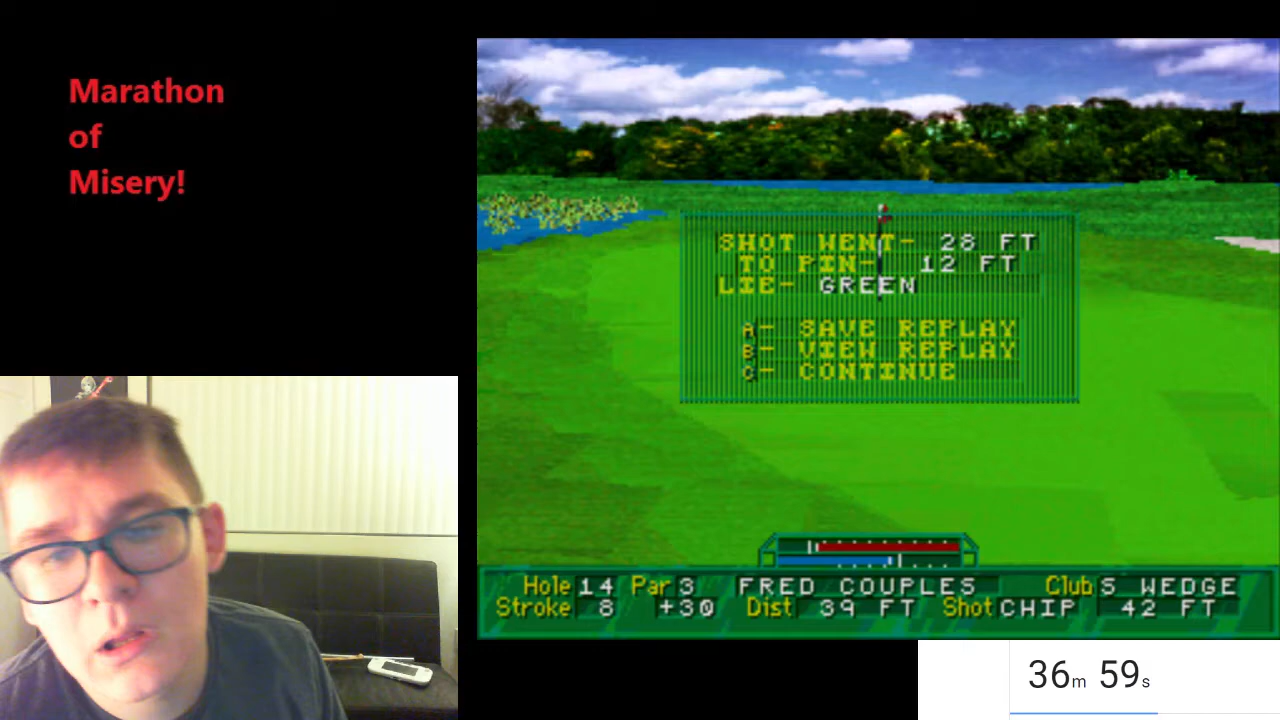 Marathon
of
Misery!
SHOT WENT- 28 FT
TO PIN- 12 FT
LIE- GREEN
A- SAVE REPLAY
B- VIEW REPLAY
C- CONTINUE
Hole 14 Par 3 FRED COUPLES Club S WEDGE
Stroke 8 +30 Dist 39 FT Shot CHIP 42 FT
36m 59s